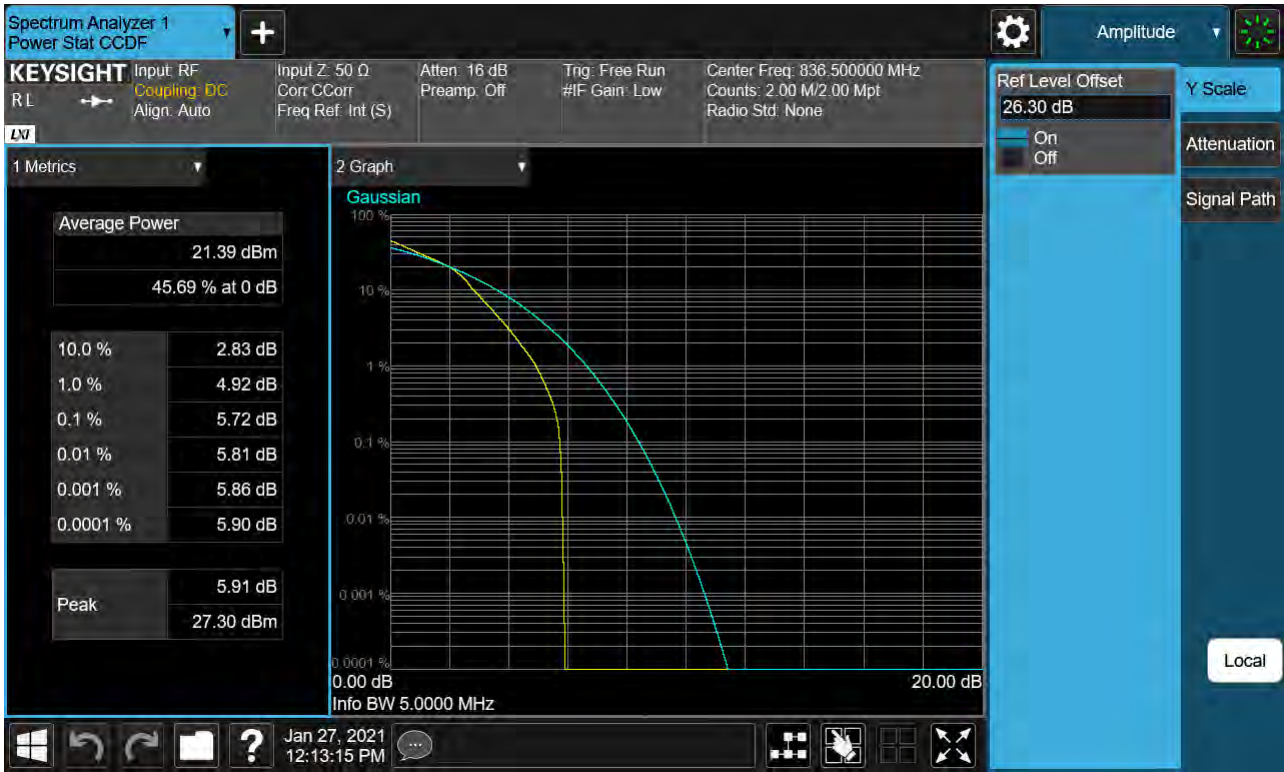 Spectrum Analyzer 1
Power Stat CCDF
Amplitude
KEYSIGHT
Input: RF
Input Z: 50 Ω
Atten: 16 dB
Trig: Free Run
Center Freq: 836.500000 MHz
RL
Coupling: DC
Corr CCorr
Preamp: Off
#IF Gain: Low
Counts: 2.00 M/2.00 Mpt
Align: Auto
Freq Ref: Int (S)
Radio Std: None
LXI
Ref Level Offset
26.30 dB
On
Off
Y Scale
Attenuation
Signal Path
1 Metrics
Average Power
21.39 dBm
45.69 % at 0 dB
10.0 % 2.83 dB
1.0 % 4.92 dB
0.1 % 5.72 dB
0.01 % 5.81 dB
0.001 % 5.86 dB
0.0001 % 5.90 dB
Peak
5.91 dB
27.30 dBm
2 Graph
Gaussian
100 %
10 %
1 %
0.1 %
0.01 %
0.001 %
0.0001 %
0.00 dB 20.00 dB
Info BW 5.0000 MHz
Local
?
Jan 27, 2021
12:13:15 PM